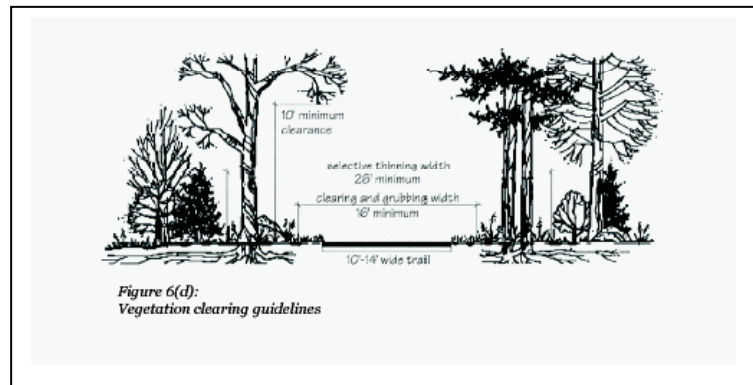 10' minimum
clearance
selective thinning width
26' minimum
clearing and grubbing width
16' minimum
10'-14' wide trail
Figure 6(d):
Vegetation clearing guidelines